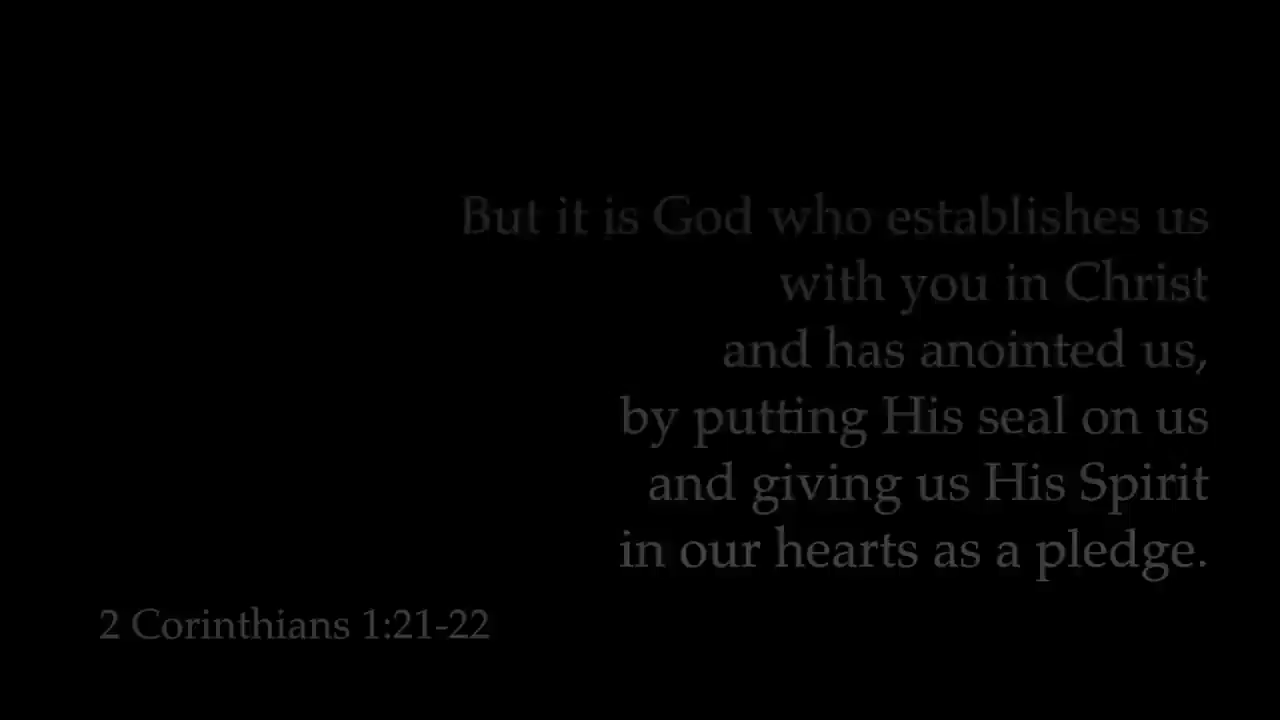 But it is God who establishes us
with you in Christ
and has anointed us,
by putting His seal on us
and giving us His Spirit
in our hearts as a pledge.
2 Corinthians 1:21-22